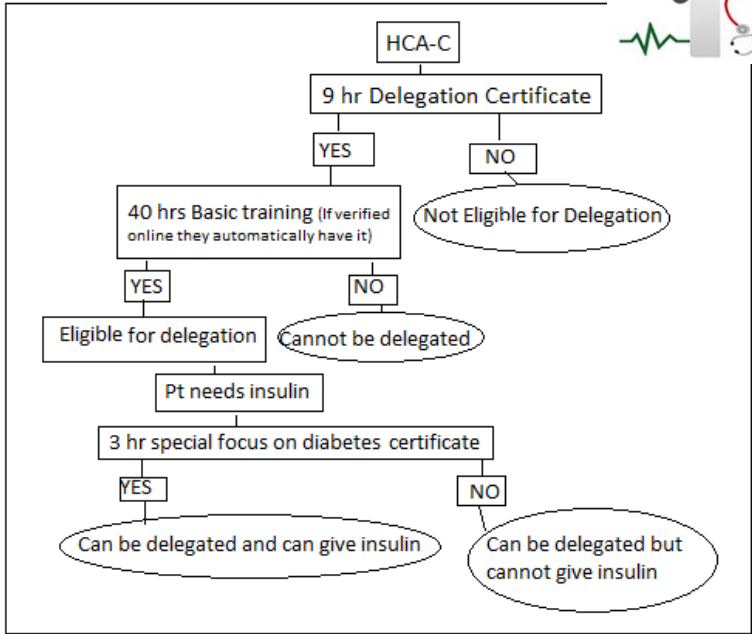 HCA-C
9 hr Delegation Certificate
YES
NO
40 hrs Basic training (If verified
online they automatically have it)
Not Eligible for Delegation
YES
NO
Eligible for delegation
Cannot be delegated
Pt needs insulin
3 hr special focus on diabetes certificate
YES
NO
Can be delegated and can give insulin
Can be delegated but
cannot give insulin